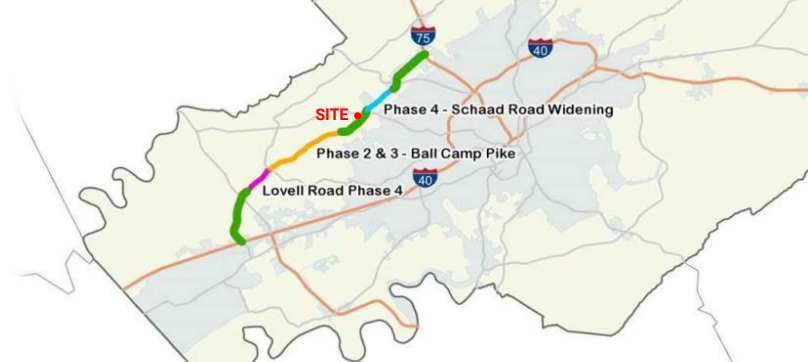 75
40
SITE
Phase 4 - Schaad Road Widening
Phase 2 & 3 - Ball Camp Pike
40
Lovell Road Phase 4